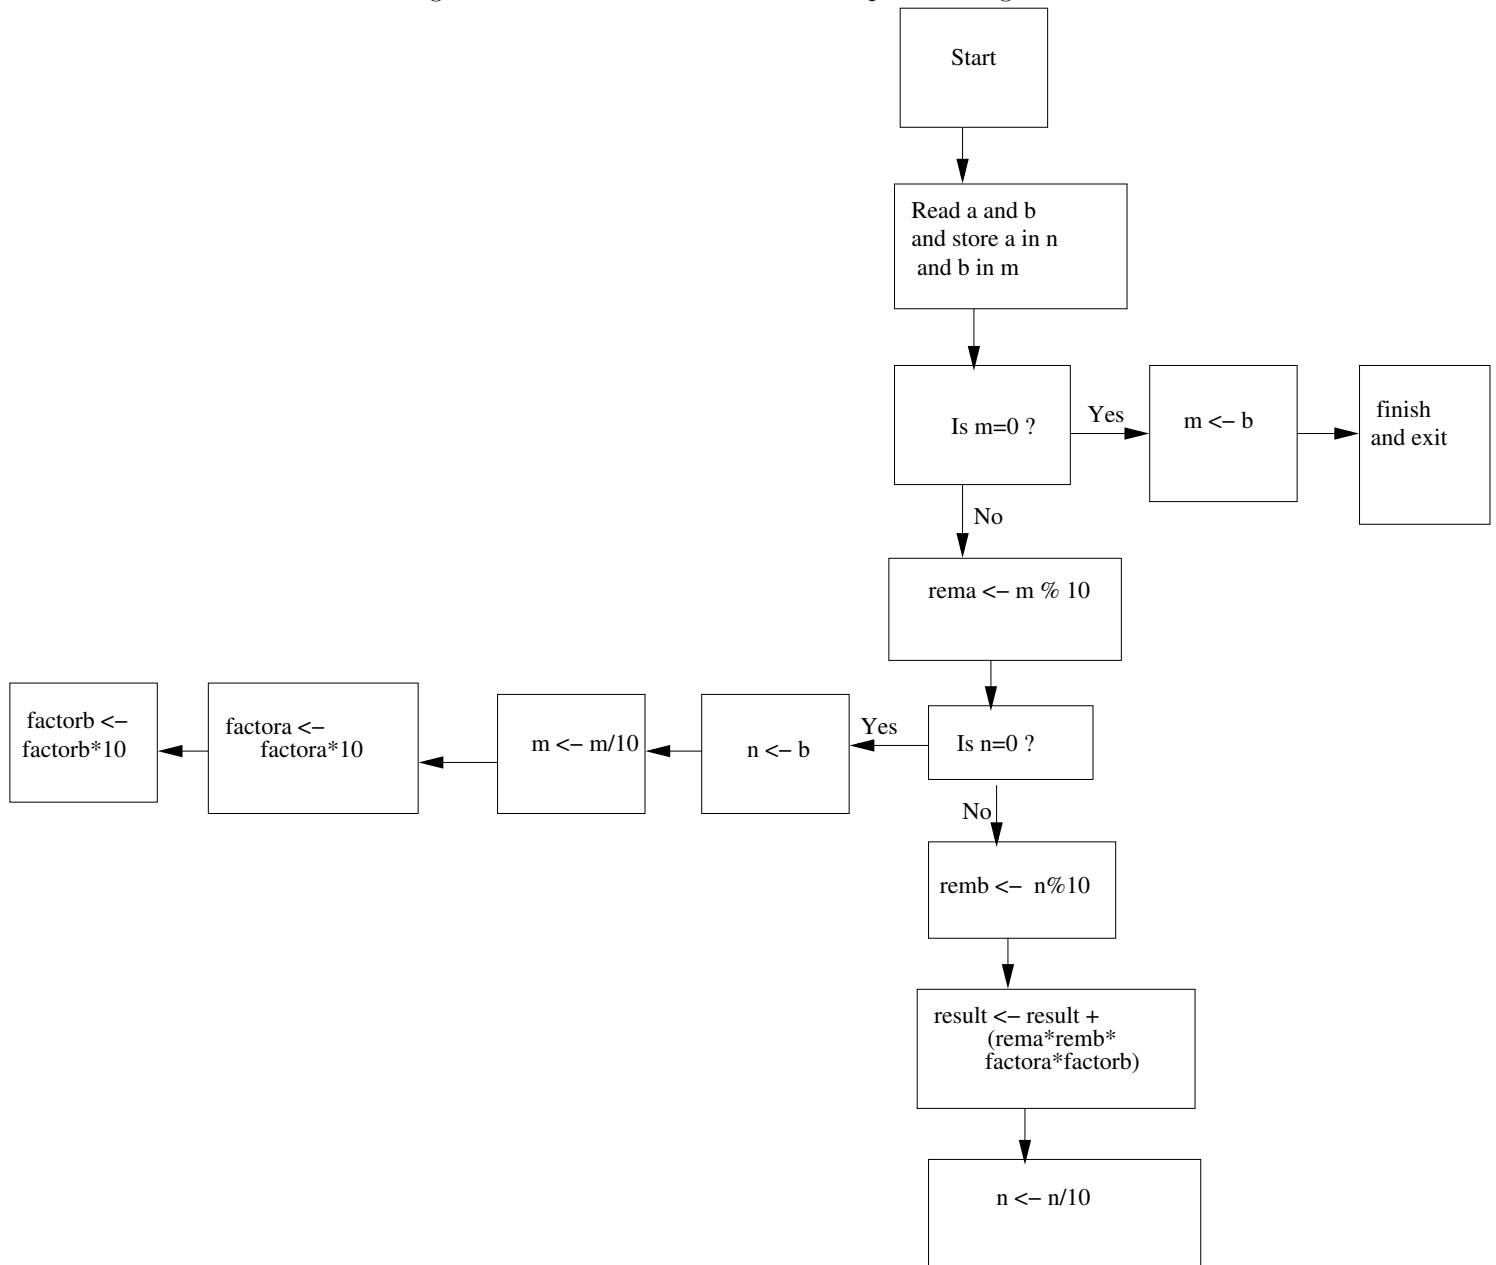 Start
Read a and b
and store a in n
and b in m
Is m=0 ?
Yes
m <− b
finish
and exit
No
rema <− m % 10
Is n=0 ?
Yes
n <− b
m <− m/10
factora <−
factora*10
factorb <−
factorb*10
No
remb <− n%10
result <− result +
(rema*remb*
factora*factorb)
n <− n/10